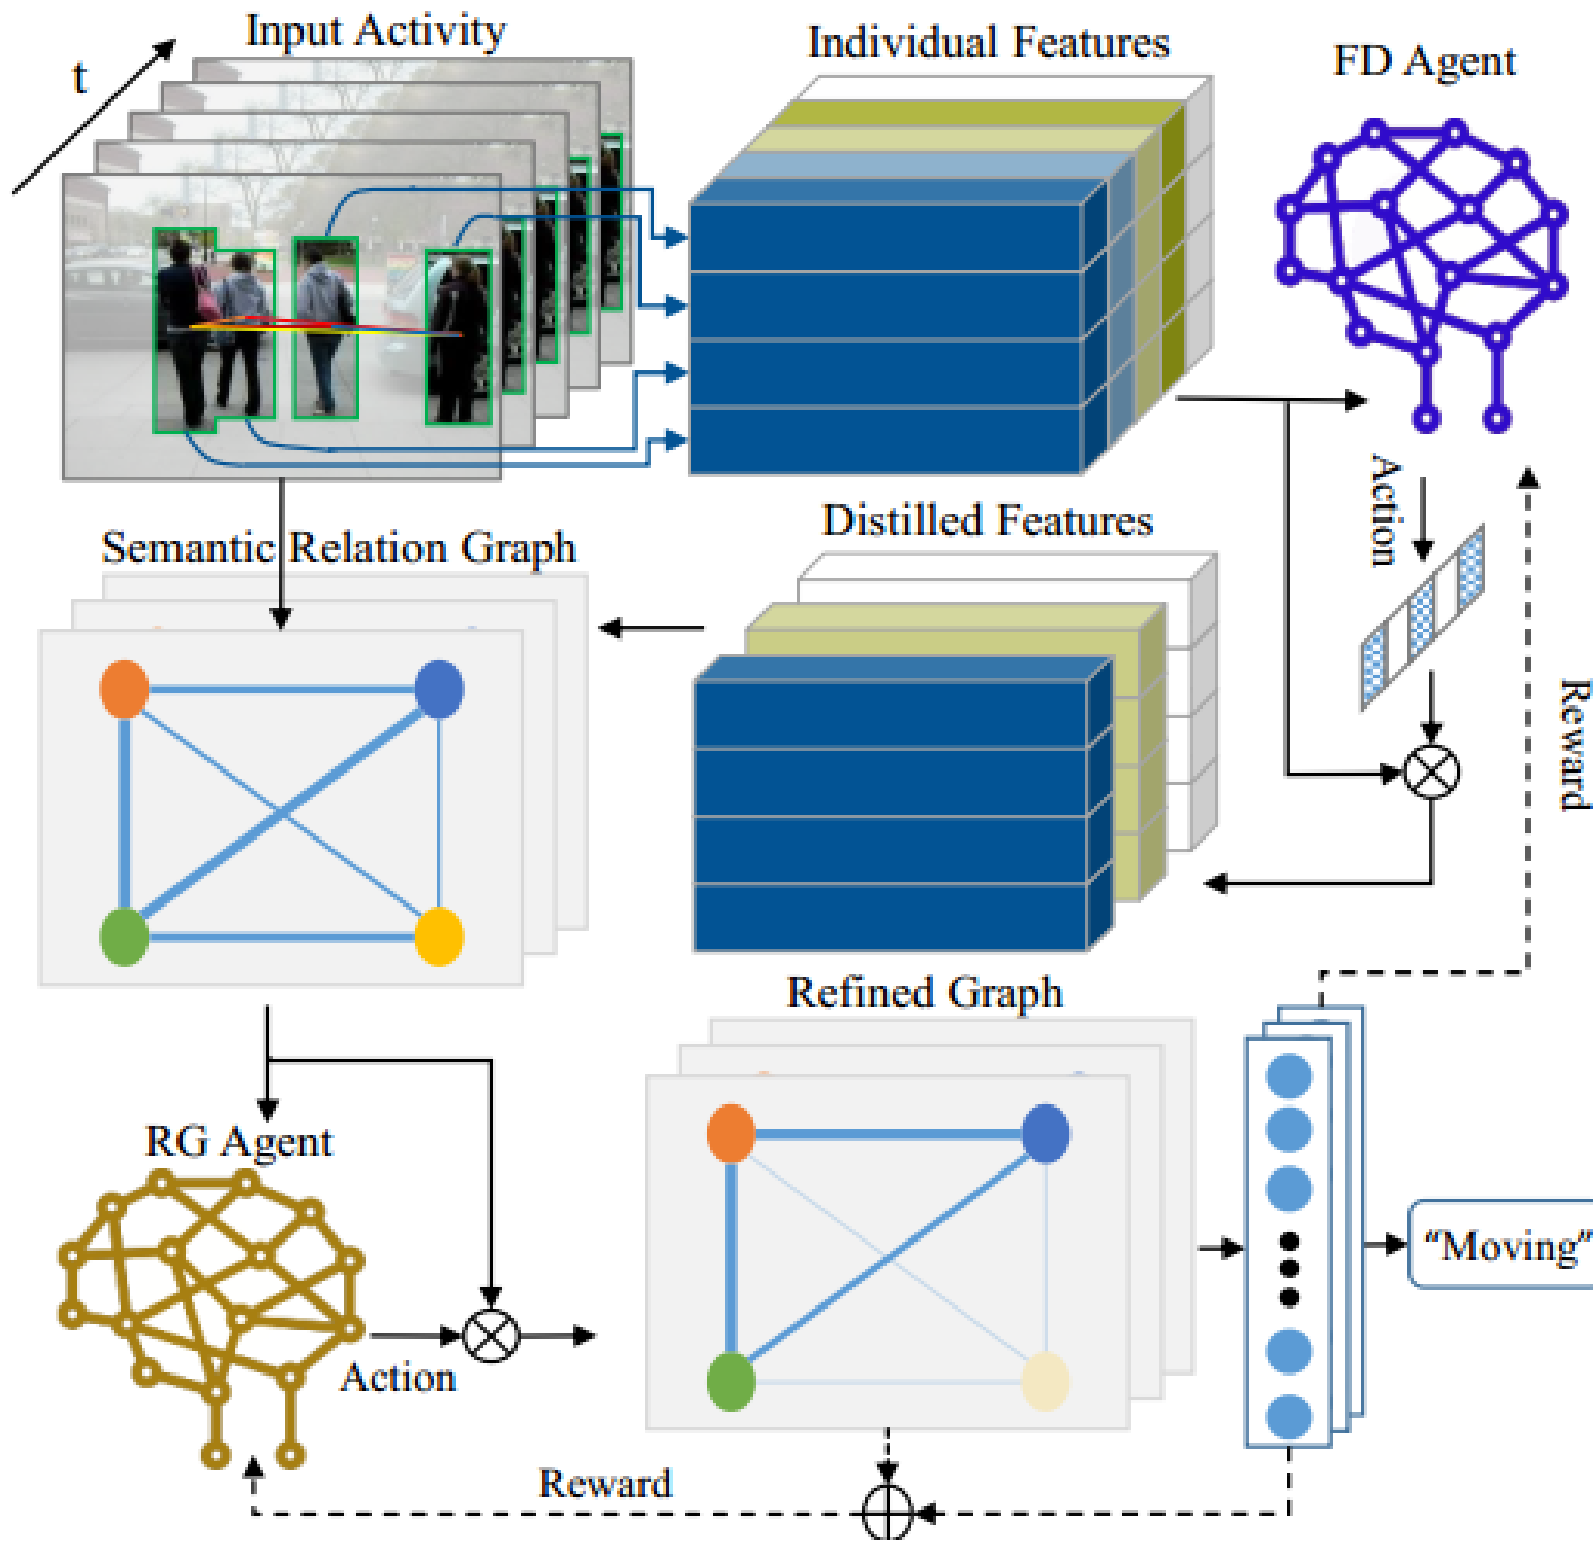 Input Activity
t
Individual Features
FD Agent
Action
Distilled Features
Semantic Relation Graph
Reward
Refined Graph
RG Agent
"Moving"
Action
Reward